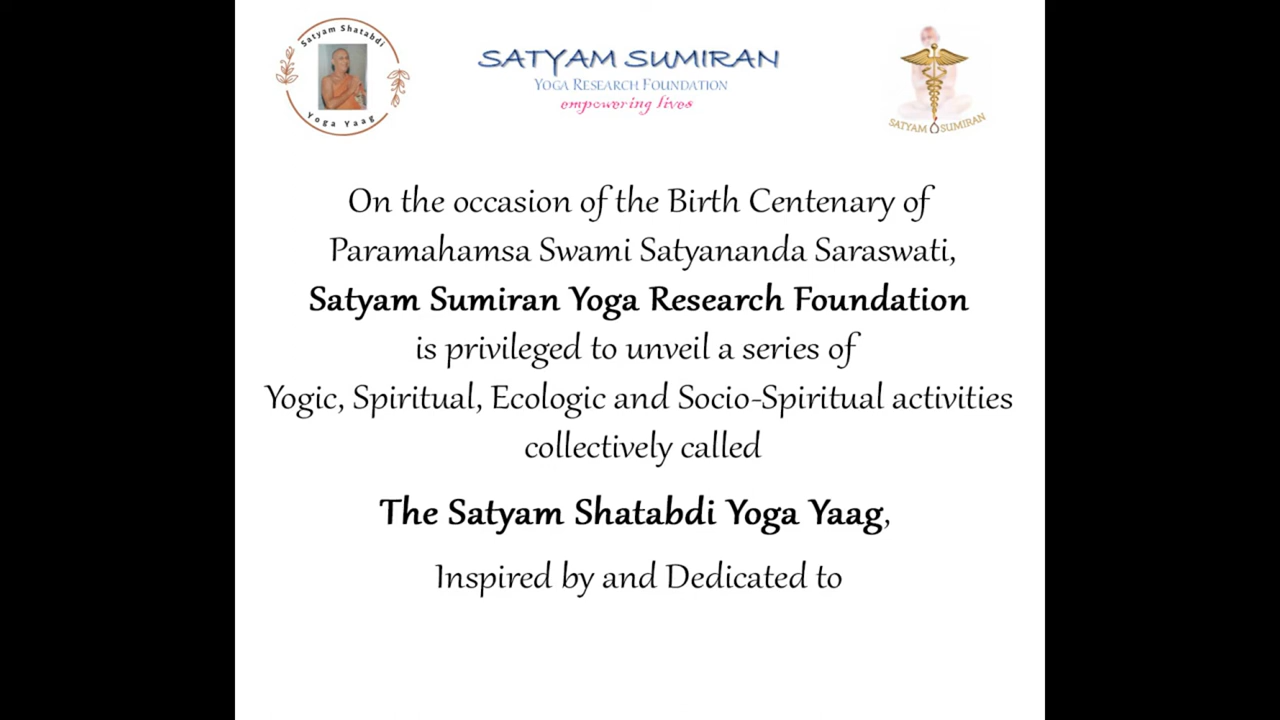 Satyam Shatabdi
Yoga Yaag
SATYAM SUMIRAN
YOGA RESEARCH FOUNDATION
empowering lives
SATYAM SUMIRAN
On the occasion of the Birth Centenary of
Paramahamsa Swami Satyananda Saraswati,
Satyam Sumiran Yoga Research Foundation
is privileged to unveil a series of
Yogic, Spiritual, Ecologic and Socio-Spiritual activities
collectively called
The Satyam Shatabdi Yoga Yaag,
Inspired by and Dedicated to